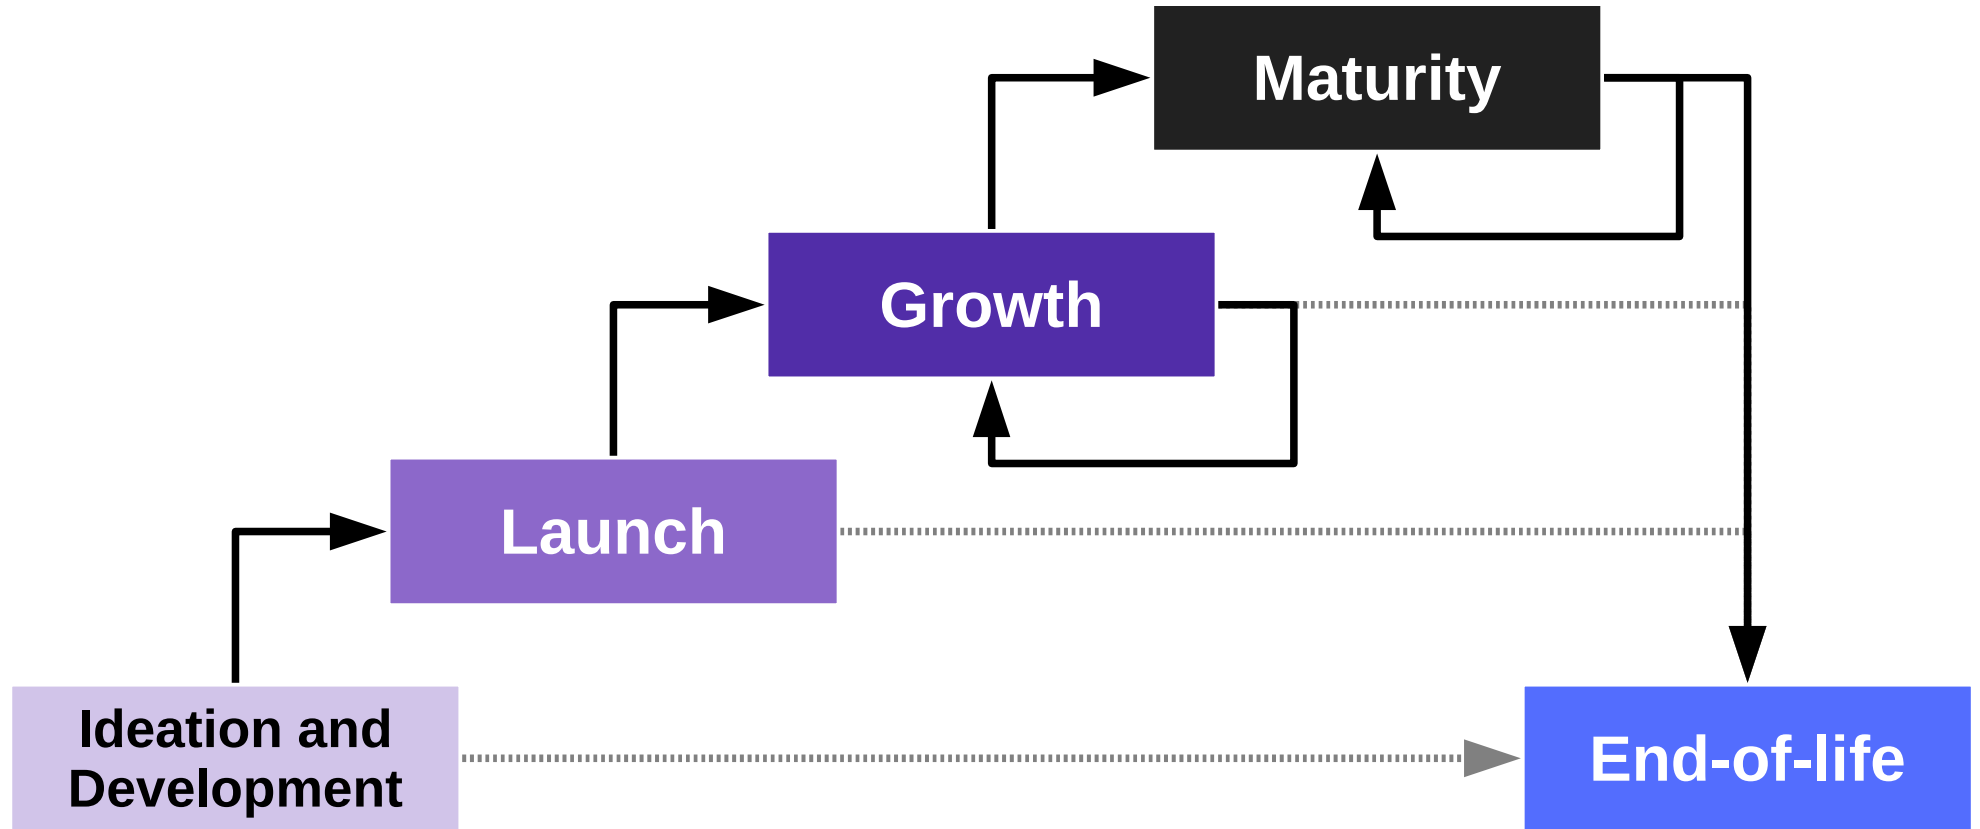 Maturity
Growth
Launch
Ideation and
Development
End-of-life